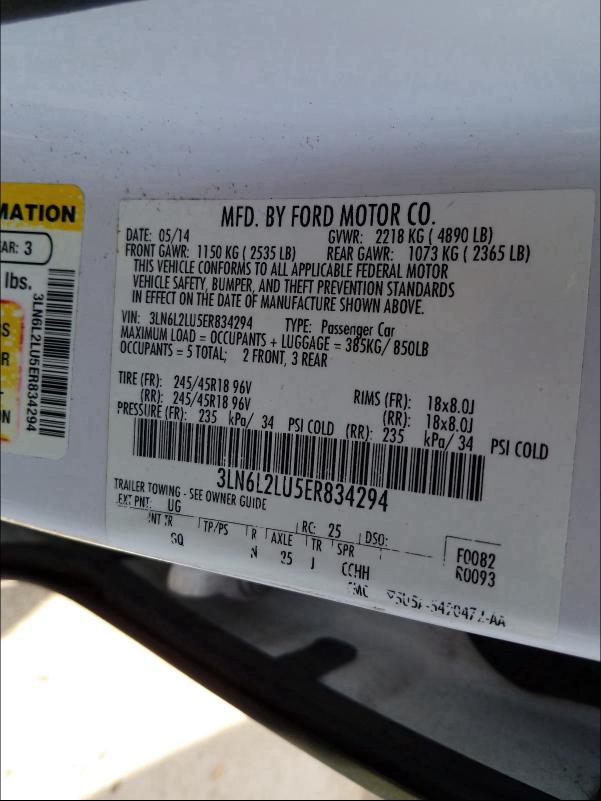 MATION
EAR: 3
lbs.
3LN6L2LU5ER834294
S
OR
ER
ON
MFD. BY FORD MOTOR CO.
DATE: 05/14 GVWR: 2218 KG ( 4890 LB)
FRONT GAWR: 1150 KG ( 2535 LB) REAR GAWR: 1073 KG ( 2365 LB)
THIS VEHICLE CONFORMS TO ALL APPLICABLE FEDERAL MOTOR
VEHICLE SAFETY, BUMPER, AND THEFT PREVENTION STANDARDS
IN EFFECT ON THE DATE OF MANUFACTURE SHOWN ABOVE.
VIN: 3LN6L2LU5ER834294 TYPE: Passenger Car
MAXIMUM LOAD = OCCUPANTS + LUGGAGE = 385KG/ 850LB
OCCUPANTS = 5 TOTAL; 2 FRONT, 3 REAR
TIRE (FR): 245/45R18 96V RIMS (FR): 18x8.0J
(RR): 245/45R18 96V (RR): 18x8.0J
PRESSURE (FR): 235 kPa/ 34 PSI COLD (RR): 235 kPa/ 34 PSI COLD
3LN6L2LU5ER834294
TRAILER TOWING - SEE OWNER GUIDE
EXT PNT: UG RC: 25 DSO: F0082
INT TR TP/PS R AXLE TR SPR R0093
GQ N 25 J CCHH